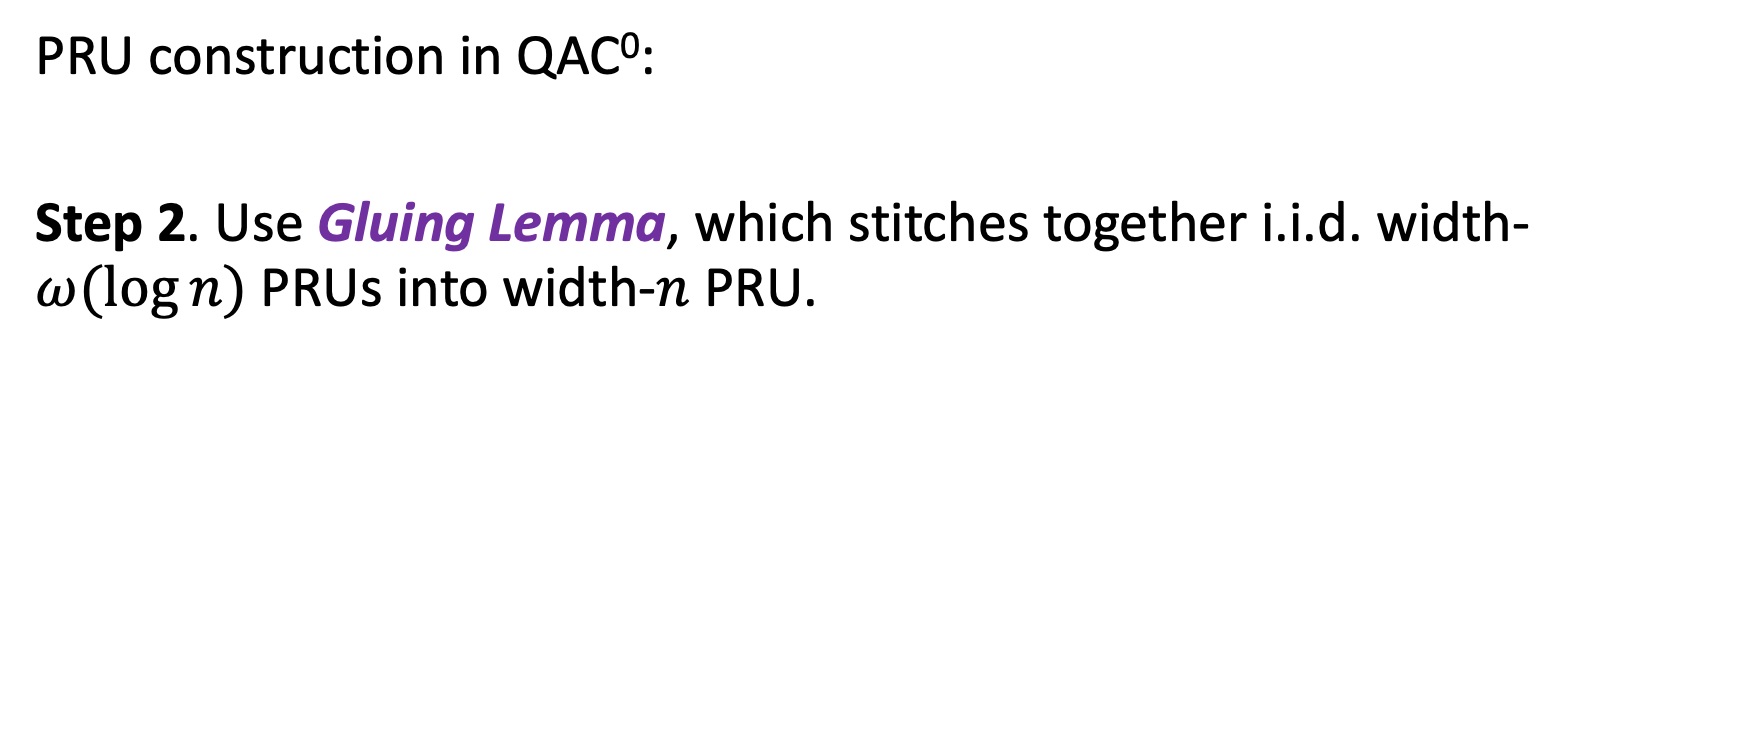 PRU construction in QAC⁰:
Step 2. Use Gluing Lemma, which stitches together i.i.d. width-
ω(log n) PRUs into width-n PRU.